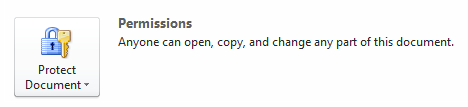 Permissions
Anyone can open, copy, and change any part of this document.
Protect
Document